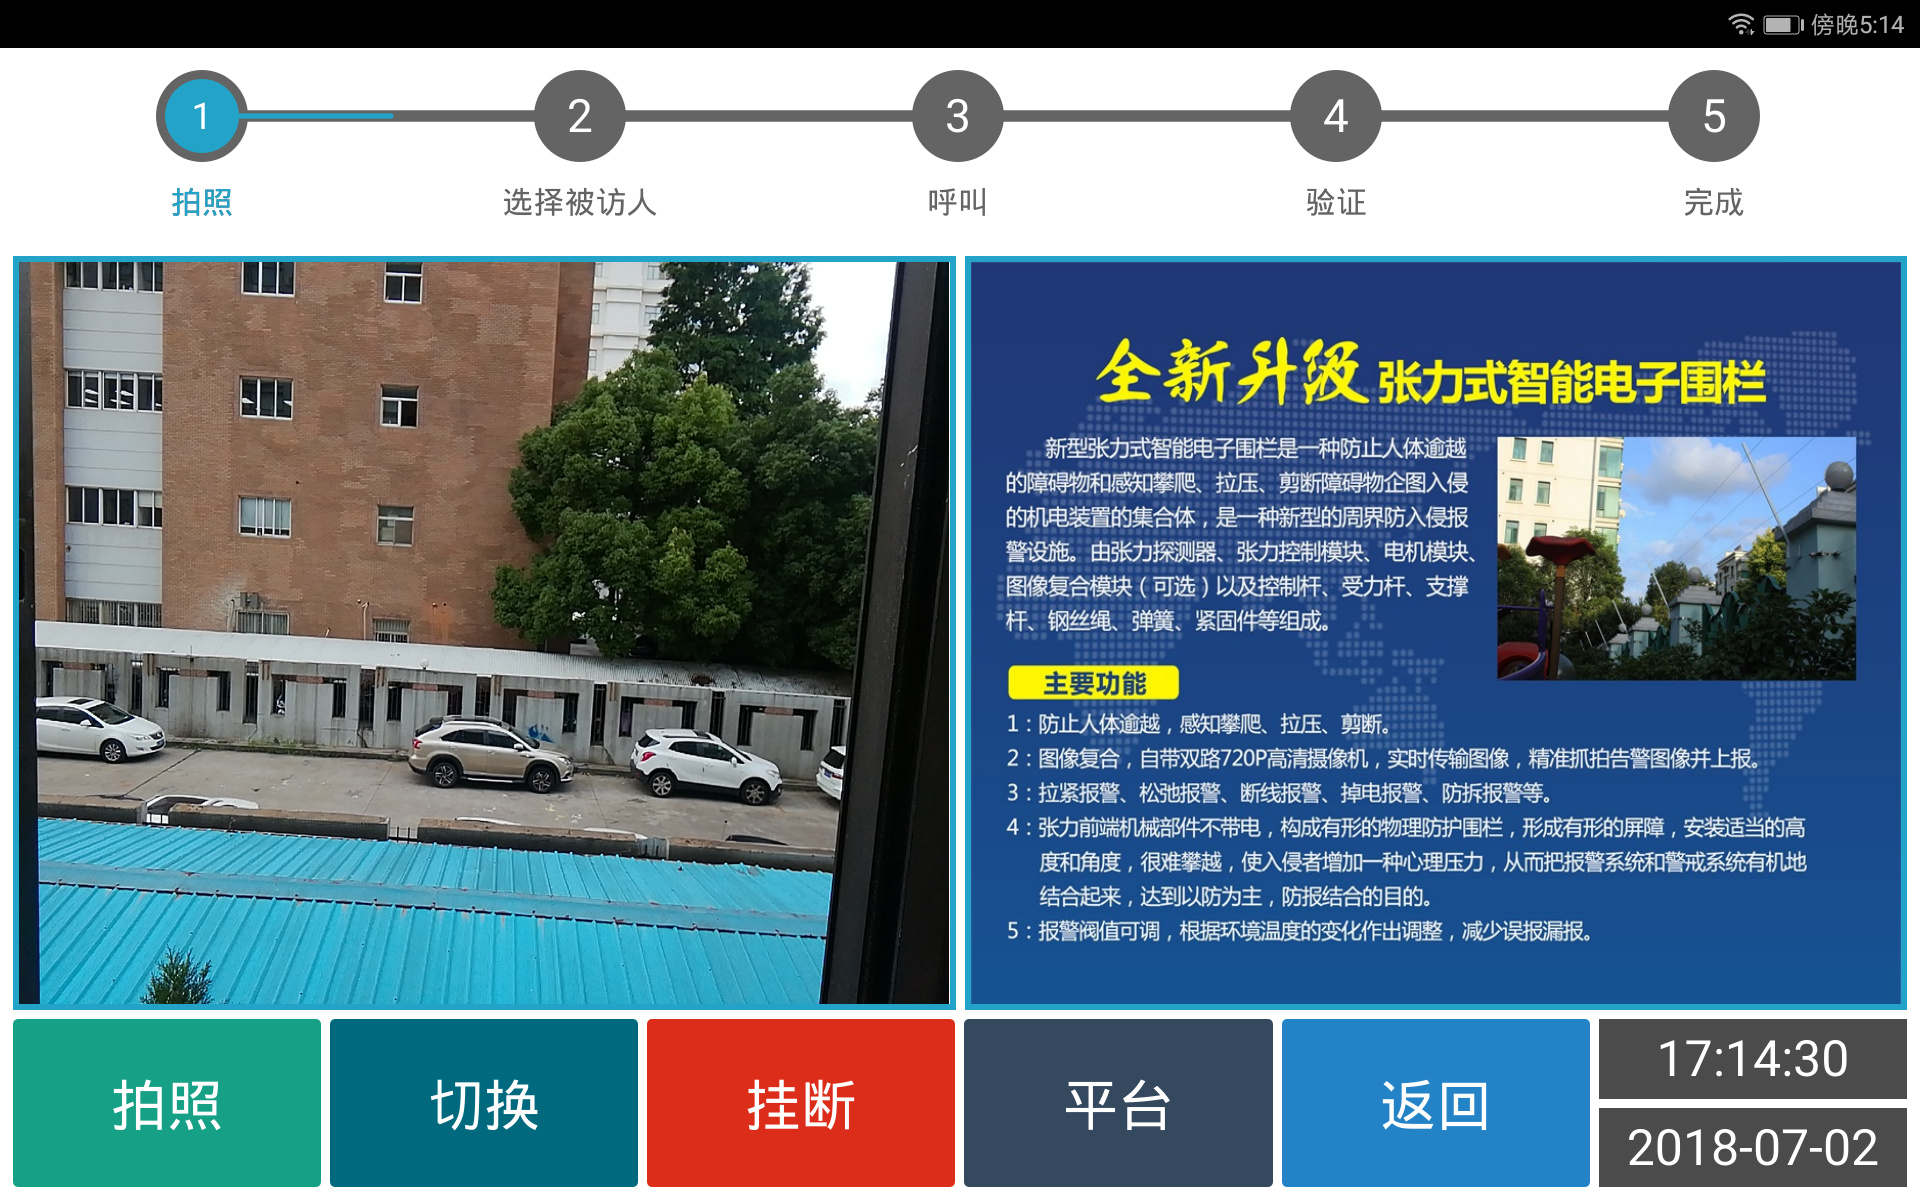 傍晚5:14
1 2 3 4 5
拍照 选择被访人 呼叫 验证 完成
全新升级 张力式智能电子围栏
新型张力式智能电子围栏是一种防止人体逾越
的障碍物和感知攀爬、拉压、剪断障碍物企图入侵
的机电装置的集合体，是一种新型的周界防入侵报
警设施。由张力探测器、张力控制模块、电机模块、
图像复合模块（可选）以及控制杆、受力杆、支撑
杆、钢丝绳、弹簧、紧固件等组成。
主要功能
1：防止人体逾越，感知攀爬、拉压、剪断。
2：图像复合，自带双路720P高清摄像机，实时传输图像，精准抓拍告警图像并上报。
3：拉紧报警、松弛报警、断线报警、掉电报警、防拆报警等。
4：张力前端机械部件不带电，构成有形的物理防护围栏，形成有形的屏障，安装适当的高
度和角度，很难攀越，使入侵者增加一种心理压力，从而把报警系统和警戒系统有机地
结合起来，达到以防为主，防报结合的目的。
5：报警阀值可调，根据环境温度的变化作出调整，减少误报漏报。
拍照 切换 挂断 平台 返回
17:14:30
2018-07-02